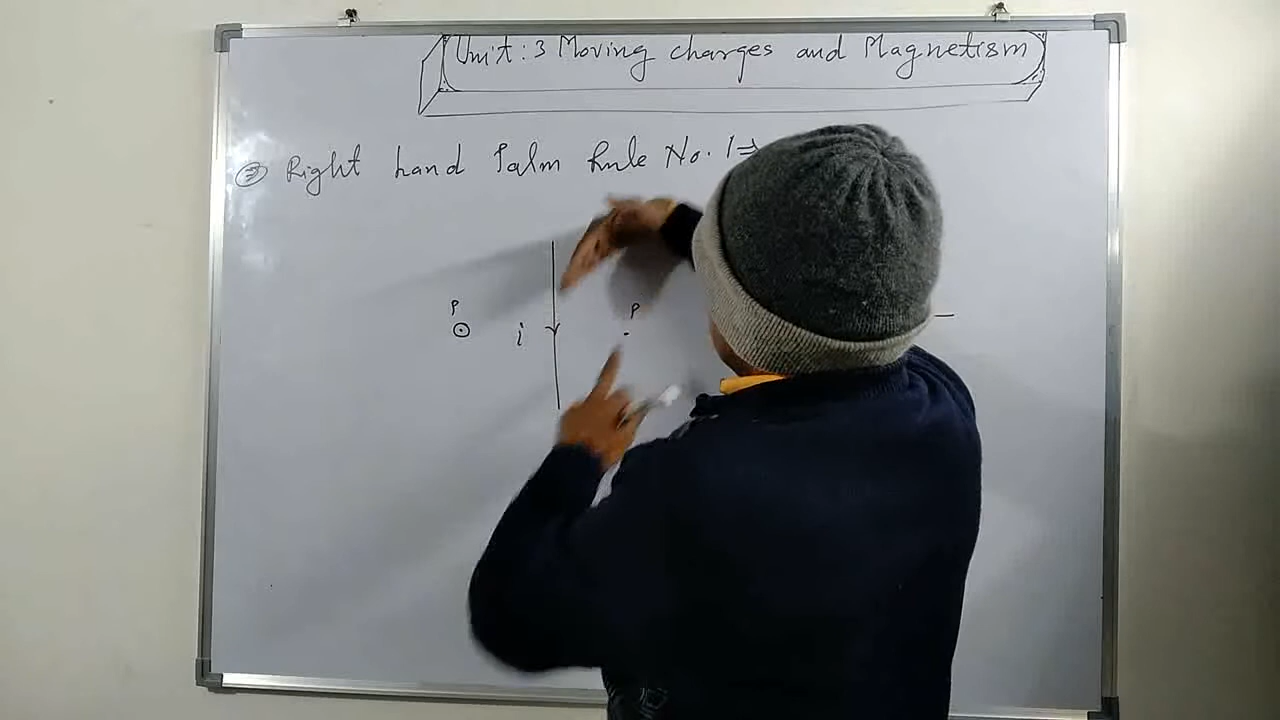 Unit: 3 Moving charges and Magnetism
③ Right hand Palm Rule No. 1 ⇒
P P
i